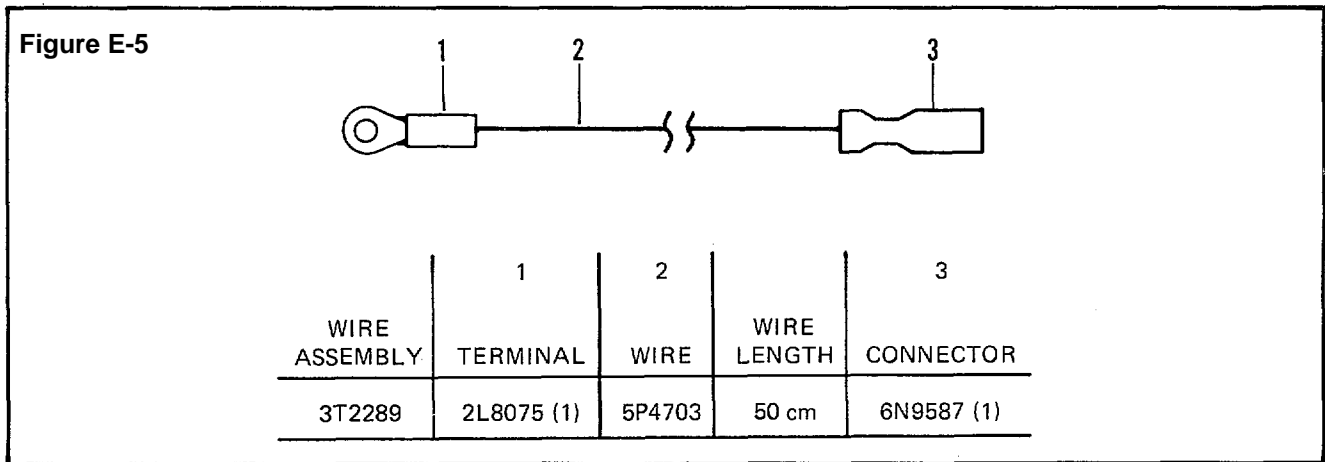 Figure E-5
1 2 3
1 2 3
WIRE ASSEMBLY TERMINAL WIRE WIRE LENGTH CONNECTOR
3T2289 2L8075 (1) 5P4703 50 cm 6N9587 (1)